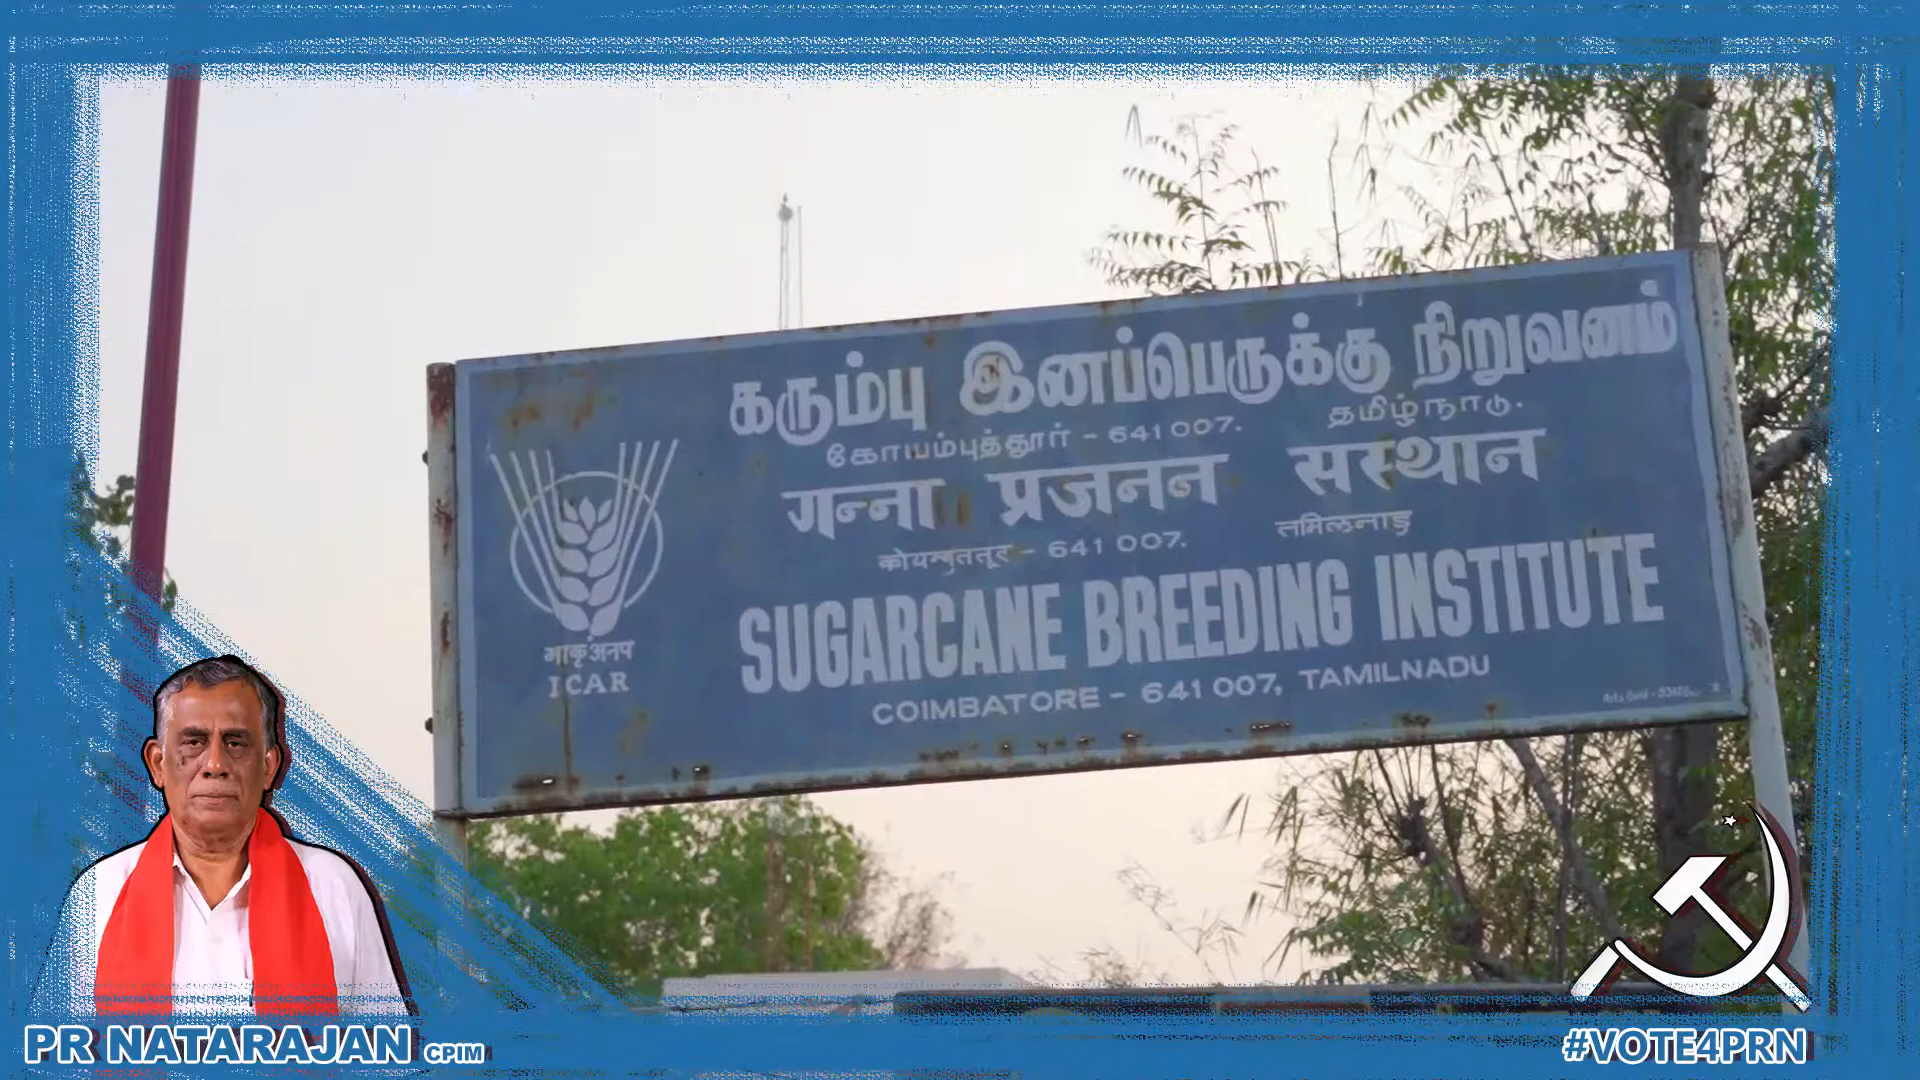 கரும்பு இனப்பெருக்கு நிறுவனம்
கோயம்புத்தூர் - 641 007. தமிழ்நாடு.
गन्ना प्रजनन संस्थान
कोयम्बततूर - 641 007. तमिलनाडु
SUGARCANE BREEDING INSTITUTE
COIMBATORE - 641 007, TAMILNADU
भाकृअनप
ICAR
PR NATARAJAN CPIM
#VOTE4PRN